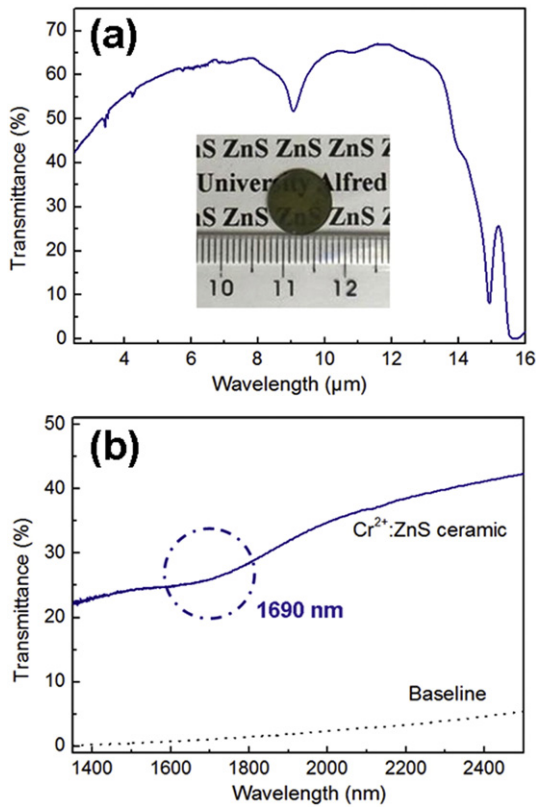 (a)
Transmittance (%)
70
60
50
40
30
20
10
0
nS ZnS ZnS ZnS Z
University Alfred
nS ZnS ZnS ZnS Z
10 11 12
4 6 8 10 12 14 16
Wavelength (µm)
(b)
Transmittance (%)
50
40
30
20
10
0
Cr²⁺:ZnS ceramic
1690 nm
Baseline
1400 1600 1800 2000 2200 2400
Wavelength (nm)